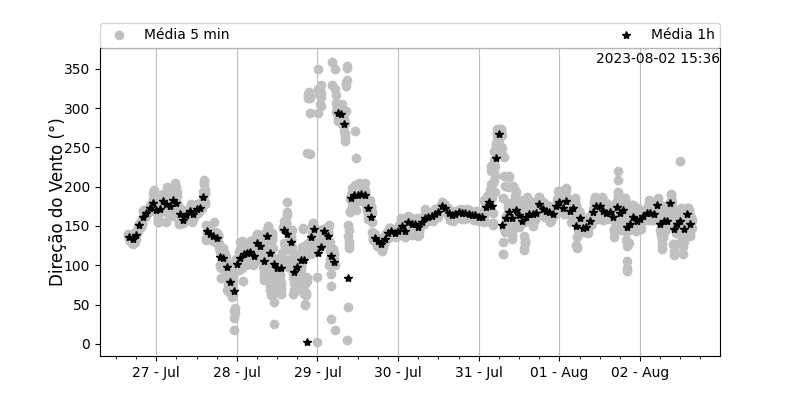 Média 5 min
Média 1h
2023-08-02 15:36
Direção do Vento (°)
350
300
250
200
150
100
50
0
27 - Jul
28 - Jul
29 - Jul
30 - Jul
31 - Jul
01 - Aug
02 - Aug